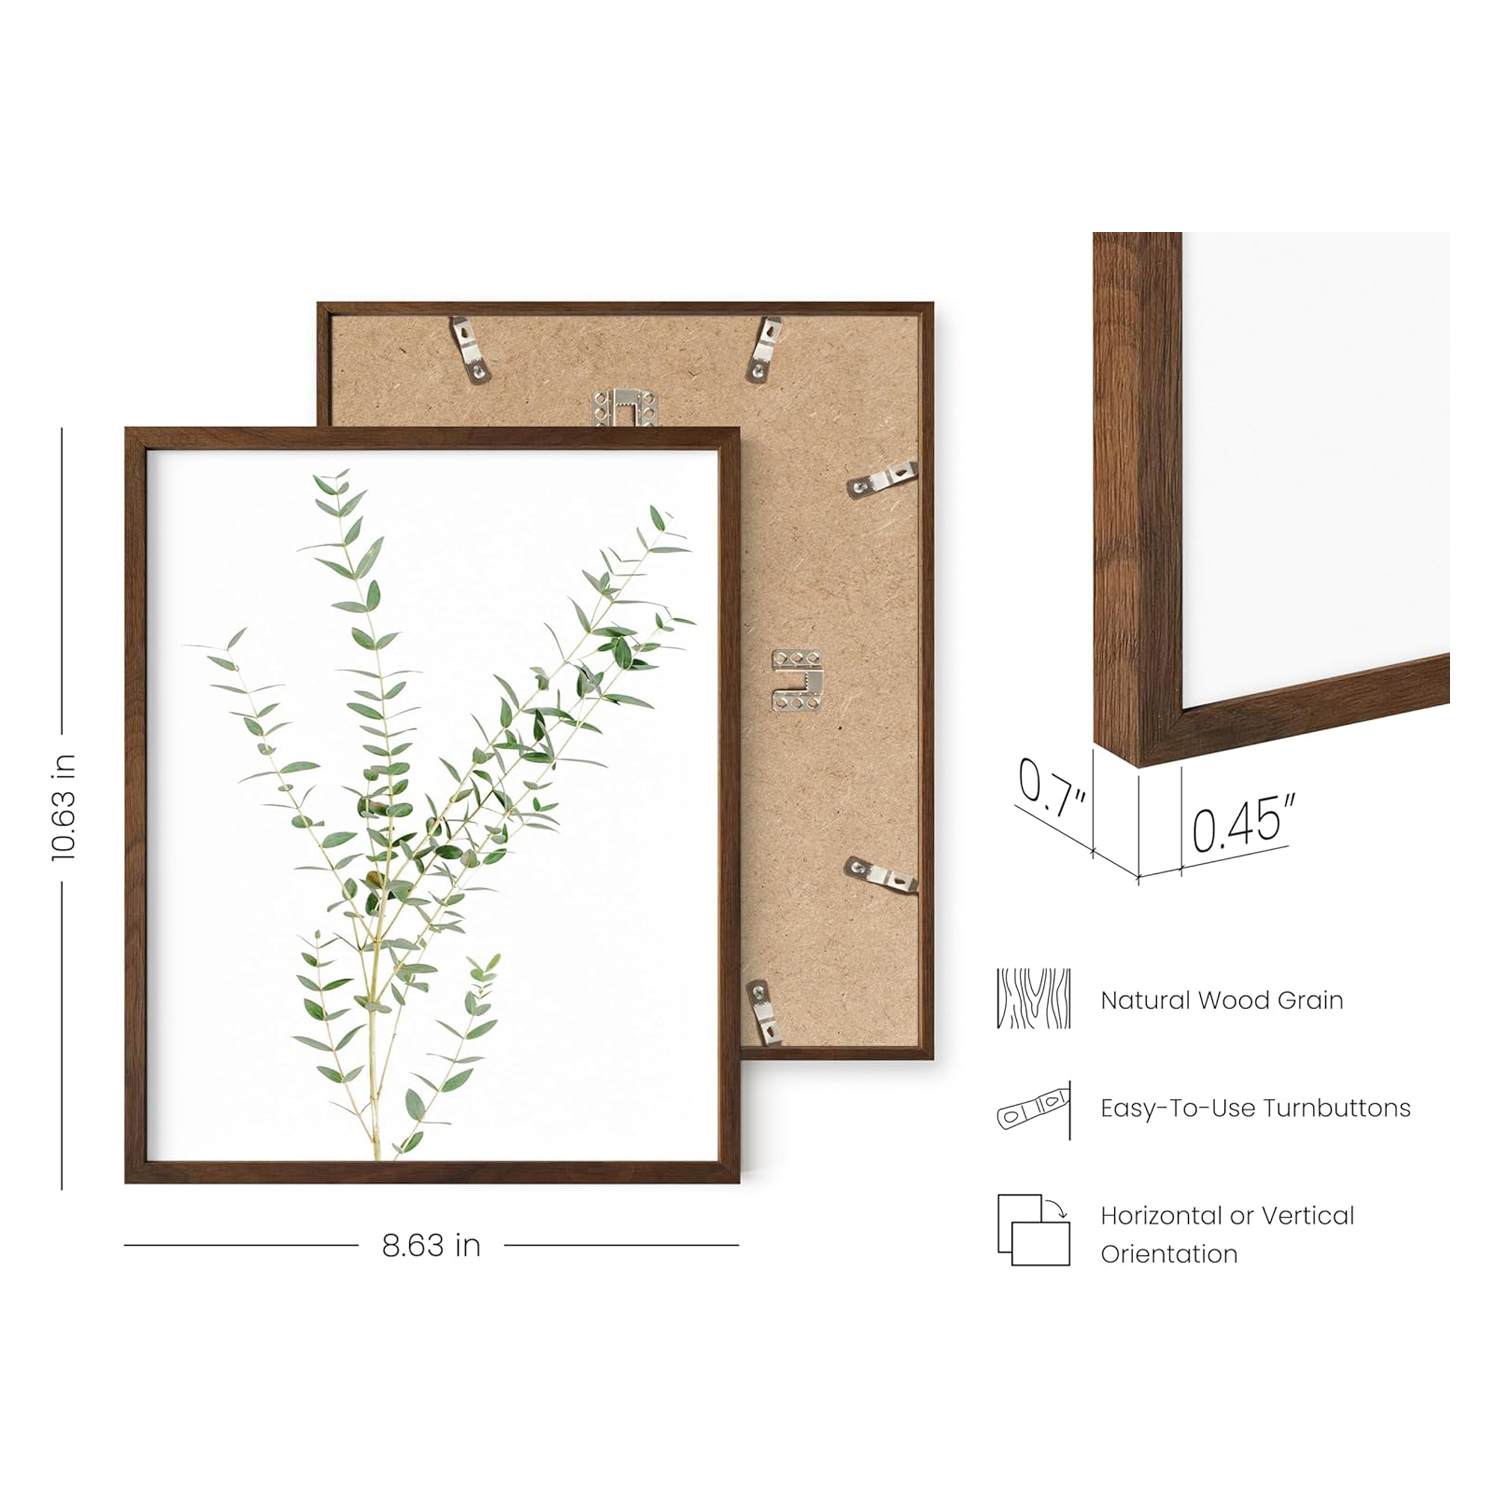 10.63 in
8.63 in
0.7"
0.45"
Natural Wood Grain
Easy-To-Use Turnbuttons
Horizontal or Vertical
Orientation